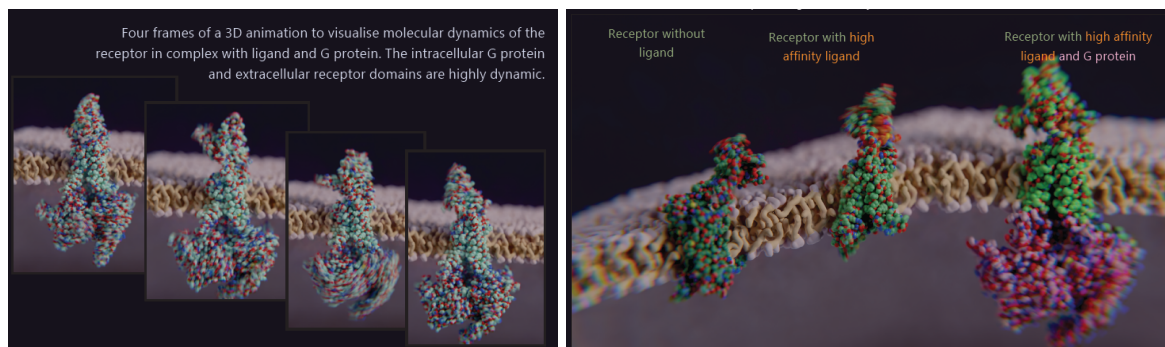 Four frames of a 3D animation to visualise molecular dynamics of the
receptor in complex with ligand and G protein. The intracellular G protein
and extracellular receptor domains are highly dynamic.
Receptor without
ligand
Receptor with high
affinity ligand
Receptor with high affinity
ligand and G protein